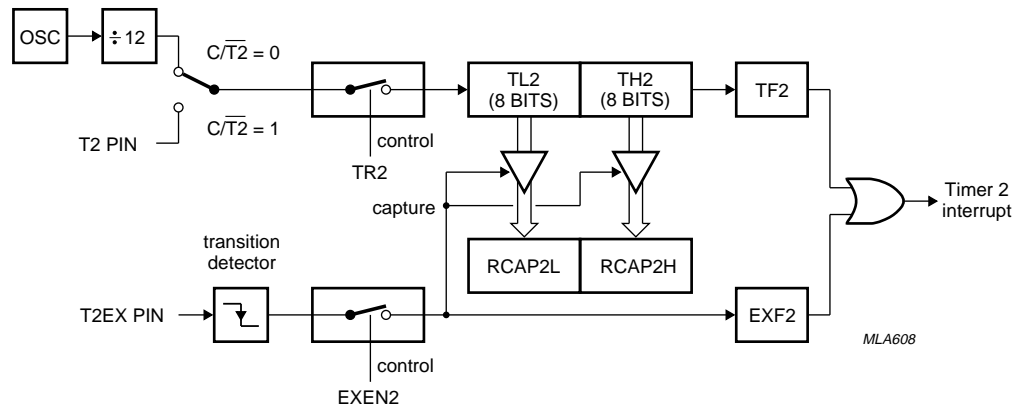 OSC
÷ 12
C/T2̅ = 0
C/T2̅ = 1
T2 PIN
control
TR2
TL2
(8 BITS)
TH2
(8 BITS)
TF2
capture
RCAP2L
RCAP2H
Timer 2
interrupt
transition
detector
T2EX PIN
control
EXEN2
EXF2
MLA608